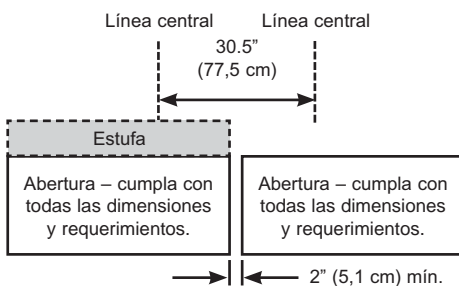 Línea central
Línea central
30.5”
(77,5 cm)
Estufa
Abertura – cumpla con
todas las dimensiones
y requerimientos.
Abertura – cumpla con
todas las dimensiones
y requerimientos.
2” (5,1 cm) mín.